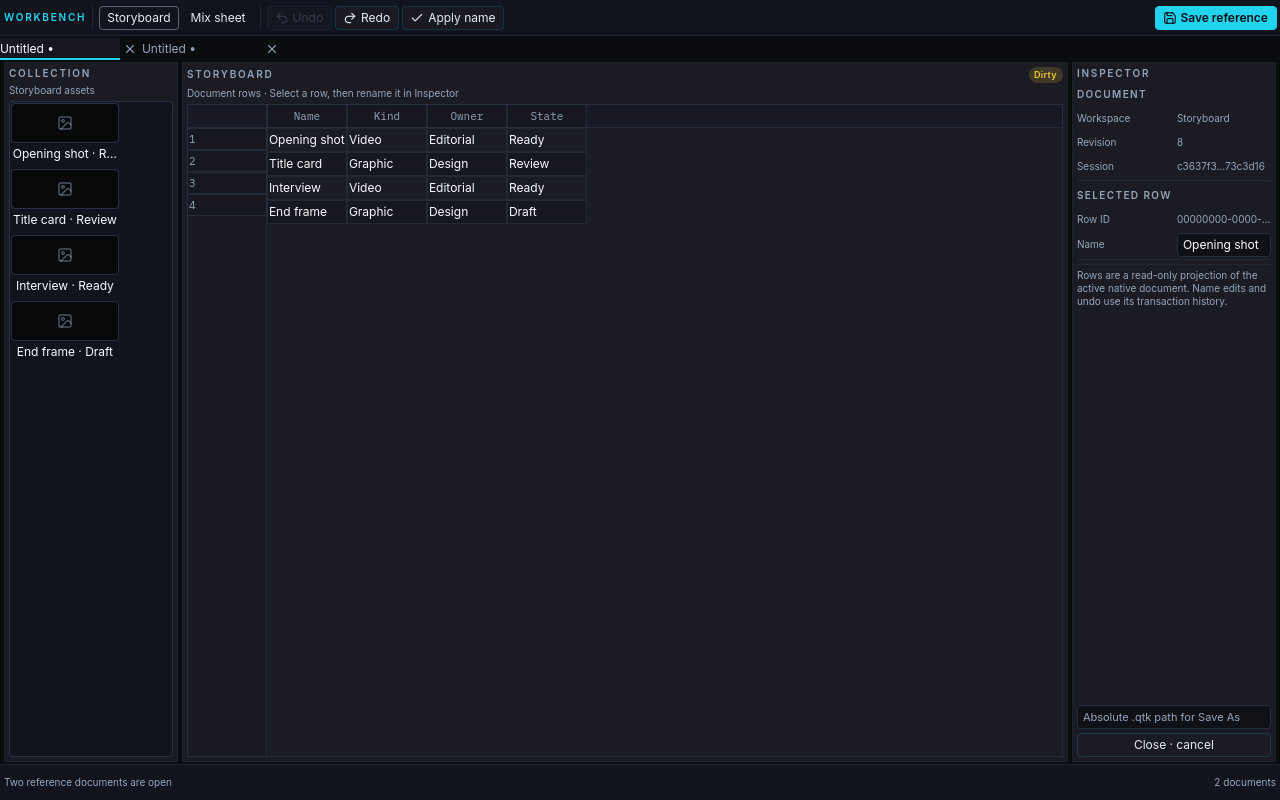 WORKBENCH Storyboard Mix sheet Undo Redo Apply name Save reference
Untitled • Untitled •
COLLECTION
Storyboard assets
Opening shot · R...
Title card · Review
Interview · Ready
End frame · Draft
STORYBOARD Dirty
Document rows · Select a row, then rename it in Inspector
Name Kind Owner State
1 Opening shot Video Editorial Ready
2 Title card Graphic Design Review
3 Interview Video Editorial Ready
4 End frame Graphic Design Draft
INSPECTOR
DOCUMENT
Workspace Storyboard
Revision 8
Session c3637f3...73c3d16
SELECTED ROW
Row ID 00000000-0000-...
Name Opening shot
Rows are a read-only projection of the
active native document. Name edits and
undo use its transaction history.
Absolute .qtk path for Save As
Close · cancel
Two reference documents are open 2 documents